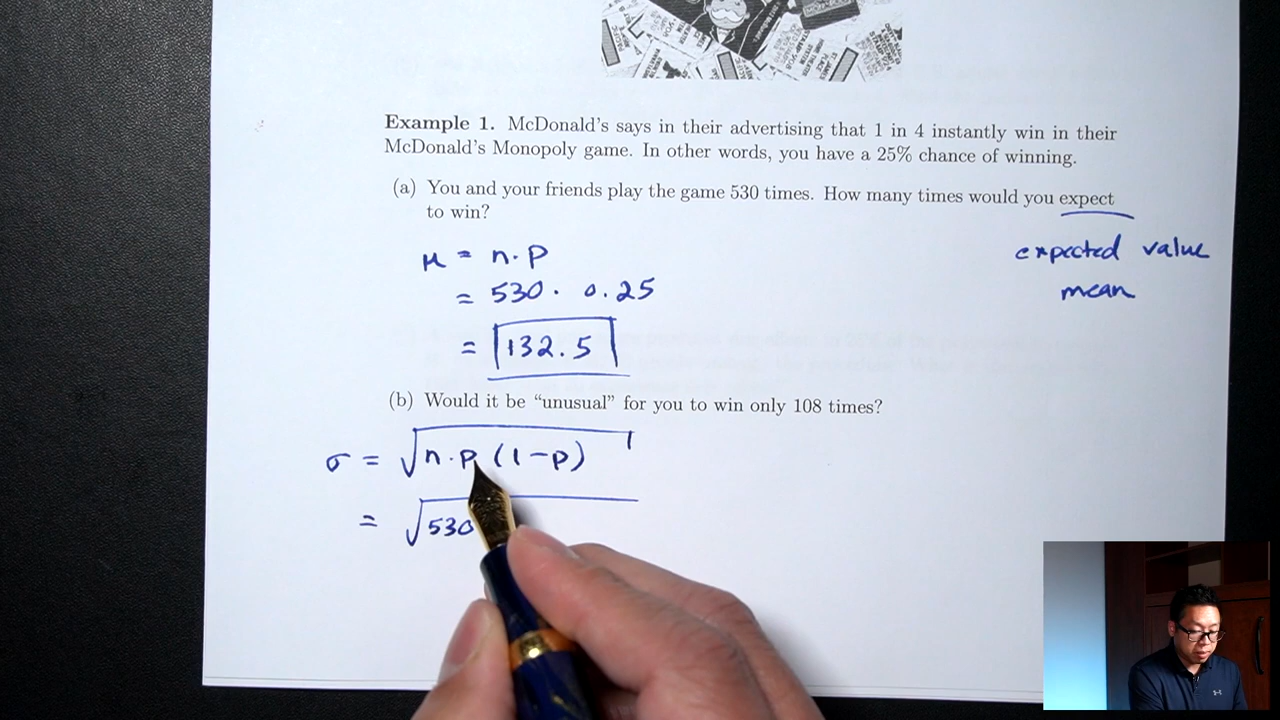 Example 1. McDonald's says in their advertising that 1 in 4 instantly win in their
McDonald's Monopoly game. In other words, you have a 25% chance of winning.
(a) You and your friends play the game 530 times. How many times would you expect
to win?
expected value
mean
μ = n·p
= 530 · 0.25
= 132.5
(b) Would it be “unusual” for you to win only 108 times?
σ = √n·p(1-p)
= √530